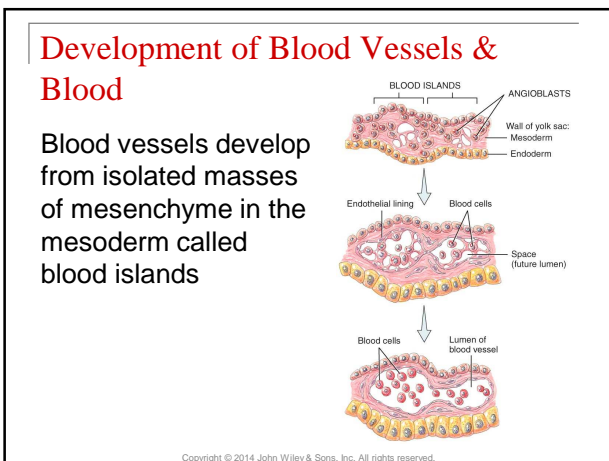 Development of Blood Vessels &
Blood
Blood vessels develop
from isolated masses
of mesenchyme in the
mesoderm called
blood islands
BLOOD ISLANDS
ANGIOBLASTS
Wall of yolk sac:
Mesoderm
Endoderm
Endothelial lining
Blood cells
Space
(future lumen)
Blood cells
Lumen of
blood vessel
Copyright © 2014 John Wiley & Sons, Inc. All rights reserved.